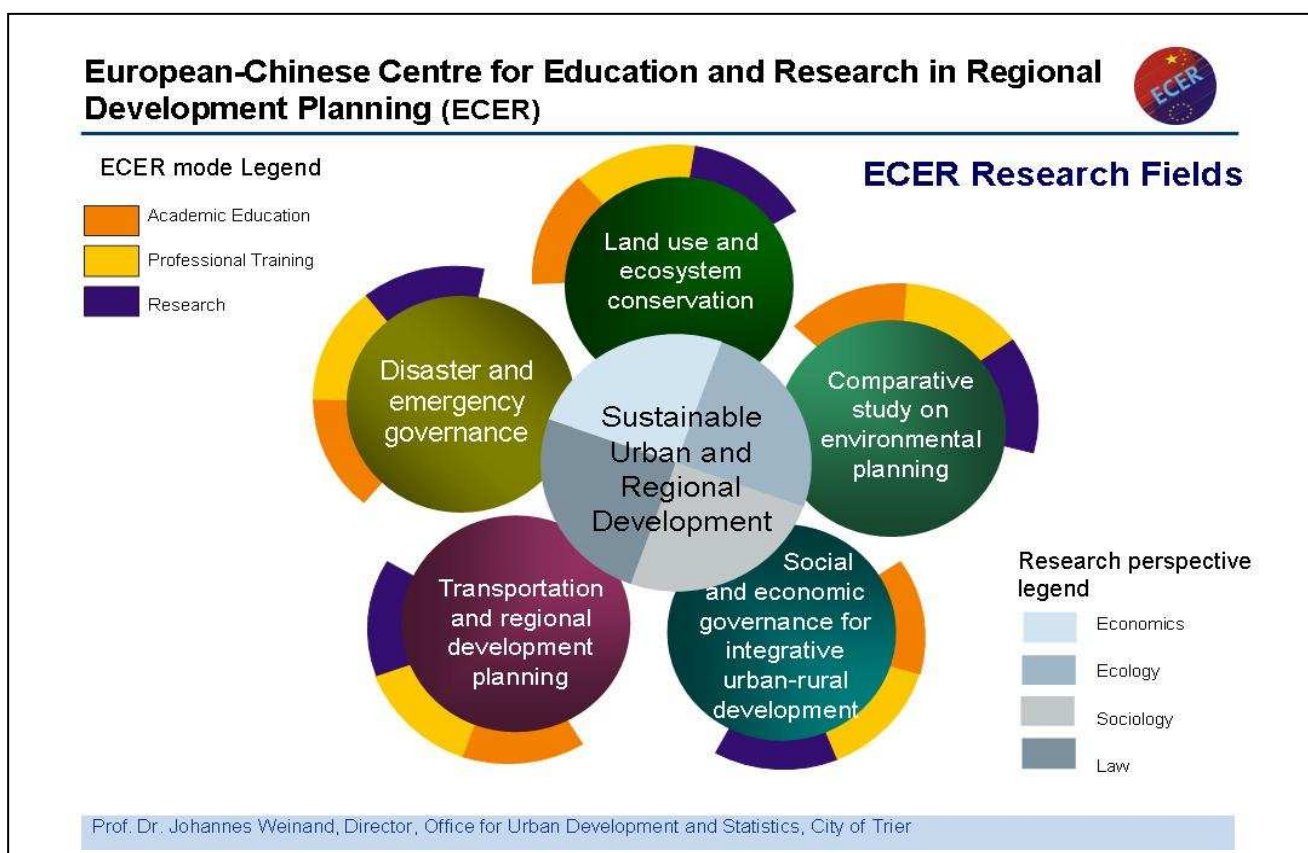 European-Chinese Centre for Education and Research in Regional
Development Planning (ECER)
ECER
ECER mode Legend
Academic Education
Professional Training
Research
ECER Research Fields
Land use and
ecosystem
conservation
Disaster and
emergency
governance
Comparative
study on
environmental
planning
Sustainable
Urban and
Regional
Development
Transportation
and regional
development
planning
Social
and economic
governance for
integrative
urban-rural
development
Research perspective
legend
Economics
Ecology
Sociology
Law
Prof. Dr. Johannes Weinand, Director, Office for Urban Development and Statistics, City of Trier